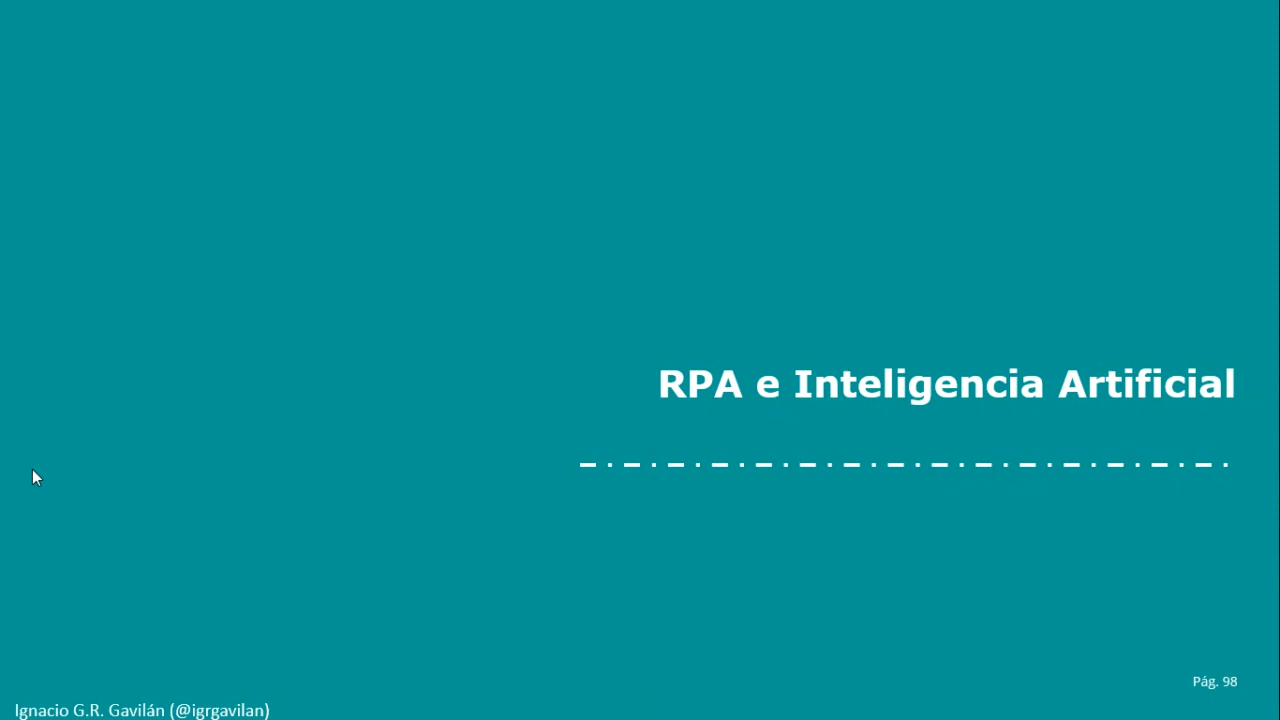 RPA e Inteligencia Artificial
Pág. 98
Ignacio G.R. Gavilán (@igrgavilan)